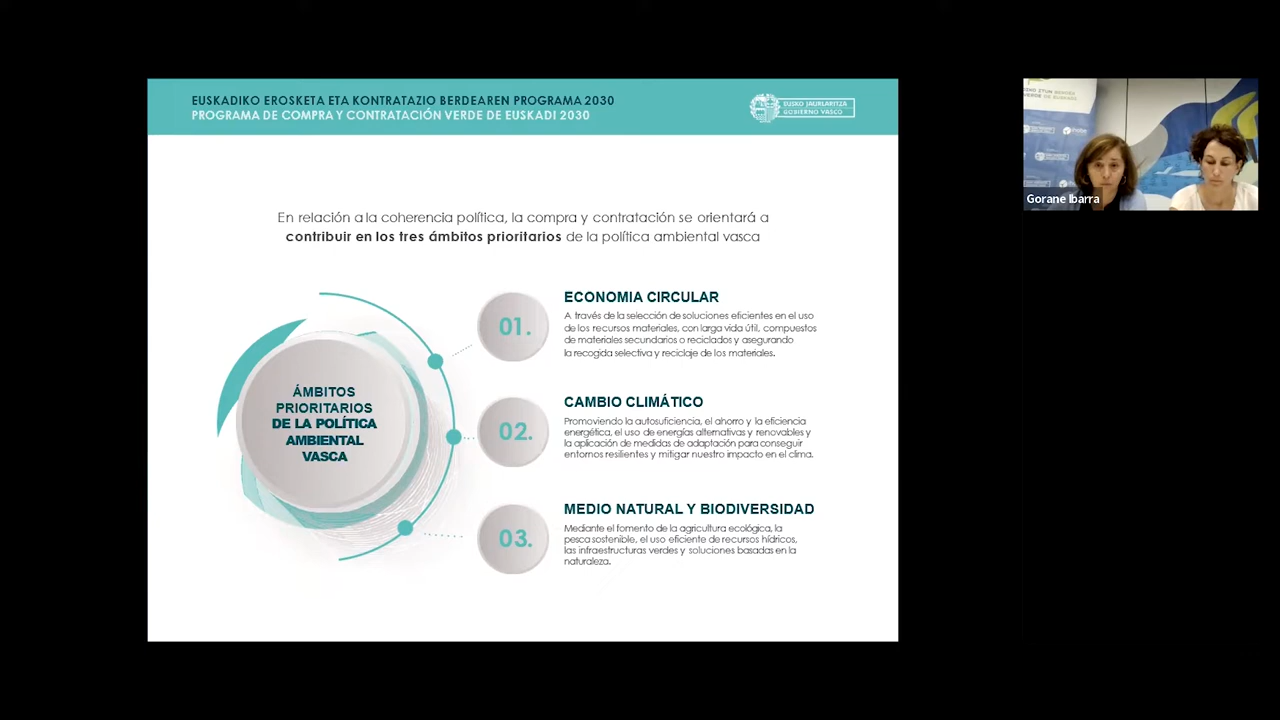 EUSKADIKO EROSKETA ETA KONTRATAZIO BERDEAREN PROGRAMA 2030
PROGRAMA DE COMPRA Y CONTRATACIÓN VERDE DE EUSKADI 2030
EUSKO JAURLARITZA
GOBIERNO VASCO
En relación a la coherencia política, la compra y contratación se orientará a
contribuir en los tres ámbitos prioritarios de la política ambiental vasca
ÁMBITOS
PRIORITARIOS
DE LA POLÍTICA
AMBIENTAL
VASCA
01.
ECONOMIA CIRCULAR
A través de la selección de soluciones eficientes en el uso
de los recursos materiales, con larga vida útil, compuestos
de materiales secundarios o reciclados y asegurando
la recogida selectiva y reciclaje de los materiales.
02.
CAMBIO CLIMÁTICO
Promoviendo la autosuficiencia, el ahorro y la eficiencia
energética, el uso de energías alternativas y renovables y
la aplicación de medidas de adaptación para conseguir
entornos resilientes y mitigar nuestro impacto en el clima.
03.
MEDIO NATURAL Y BIODIVERSIDAD
Mediante el fomento de la agricultura ecológica, la
pesca sostenible, el uso eficiente de recursos hídricos,
las infraestructuras verdes y soluciones basadas en la
naturaleza.
VERDE DE EUSKADI
Gorane Ibarra